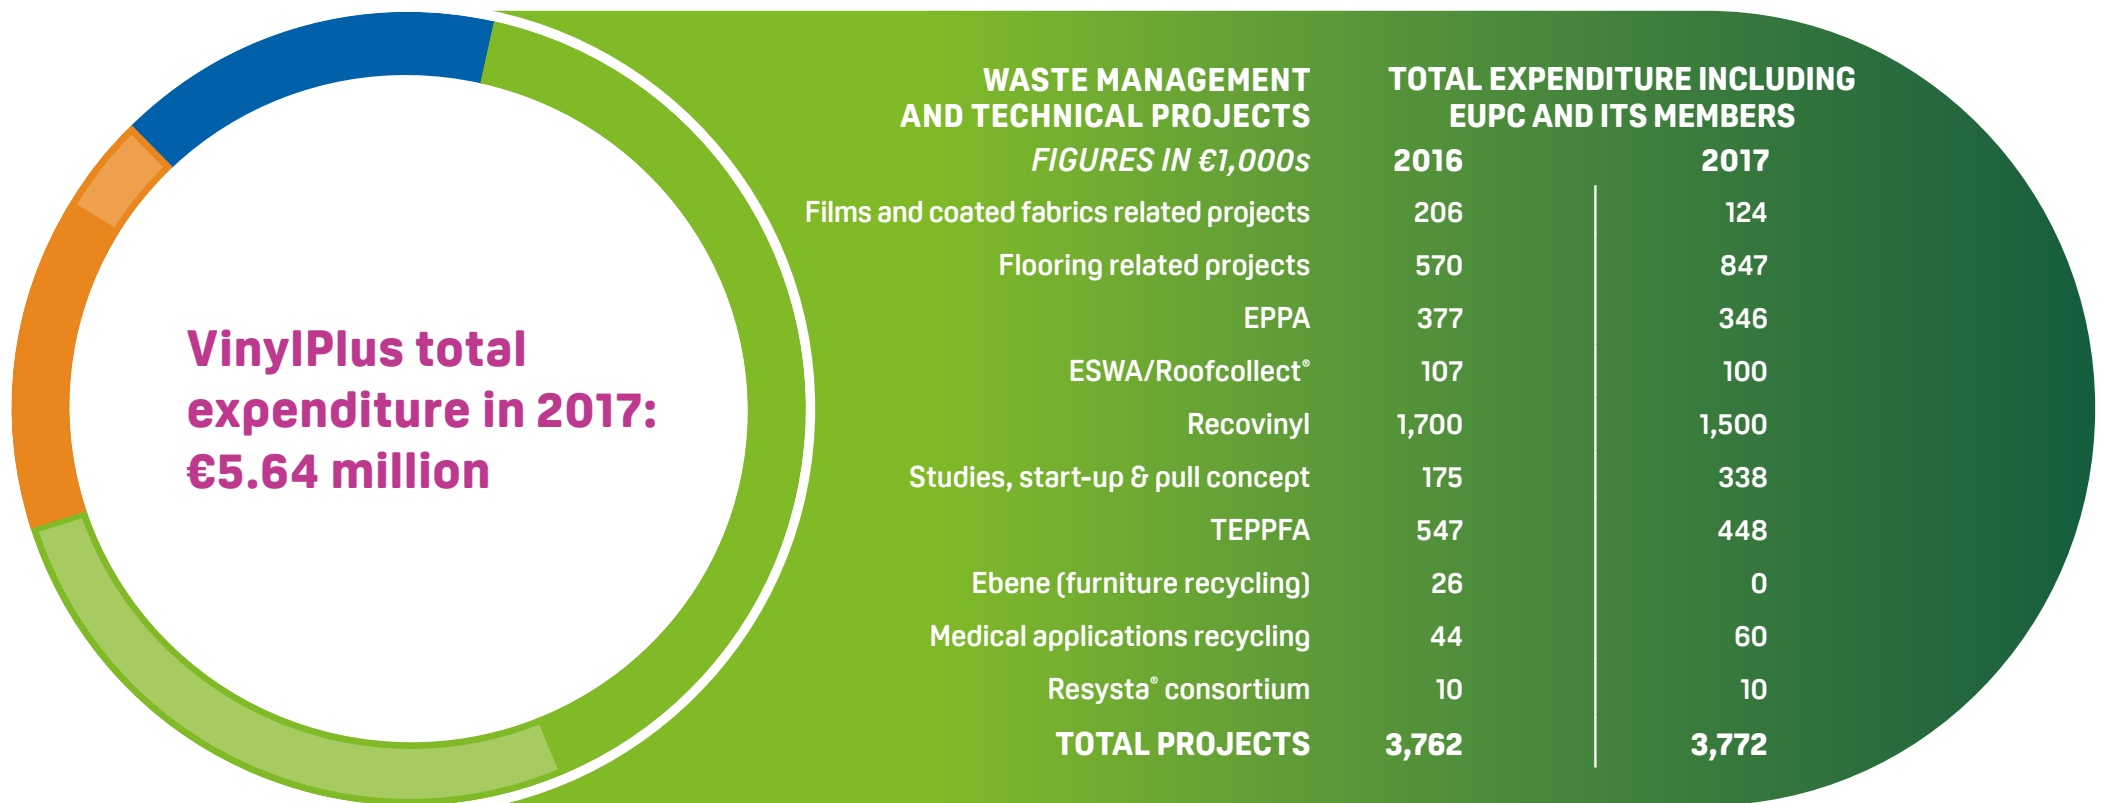 VinylPlus total
expenditure in 2017:
€5.64 million
WASTE MANAGEMENT
AND TECHNICAL PROJECTS
FIGURES IN €1,000s
TOTAL EXPENDITURE INCLUDING
EUPC AND ITS MEMBERS
2016 2017
Films and coated fabrics related projects 206 124
Flooring related projects 570 847
EPPA 377 346
ESWA/Roofcollect® 107 100
Recovinyl 1,700 1,500
Studies, start-up & pull concept 175 338
TEPPFA 547 448
Ebene (furniture recycling) 26 0
Medical applications recycling 44 60
Resysta® consortium 10 10
TOTAL PROJECTS 3,762 3,772